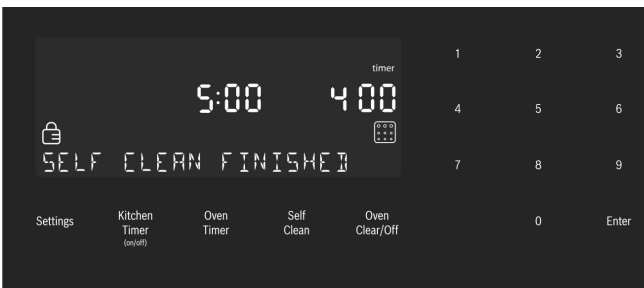 timer
5:00 400
SELF CLEAN FINISHED
Settings
Kitchen
Timer
(on/off)
Oven
Timer
Self
Clean
Oven
Clear/Off
1 2 3
4 5 6
7 8 9
0 Enter